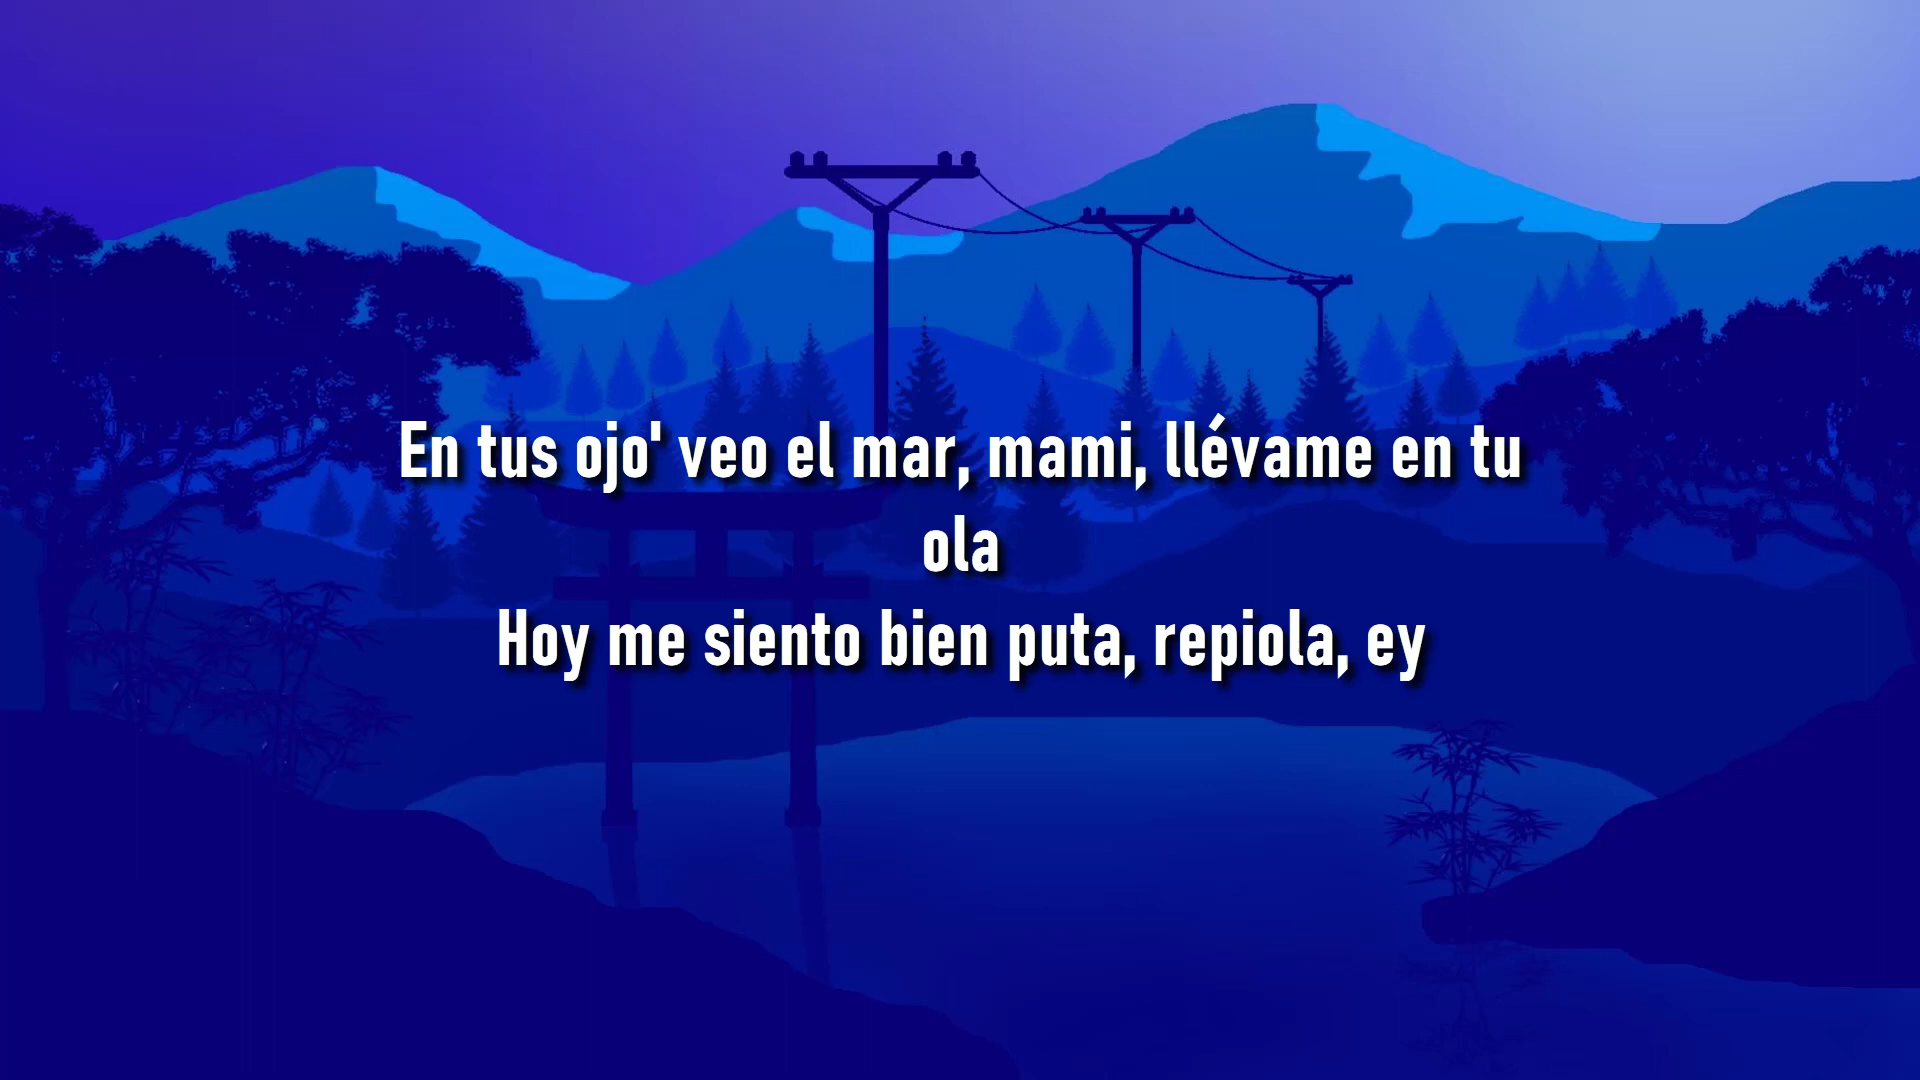 En tus ojo' veo el mar, mami, llévame en tu
ola
Hoy me siento bien puta, repiola, ey